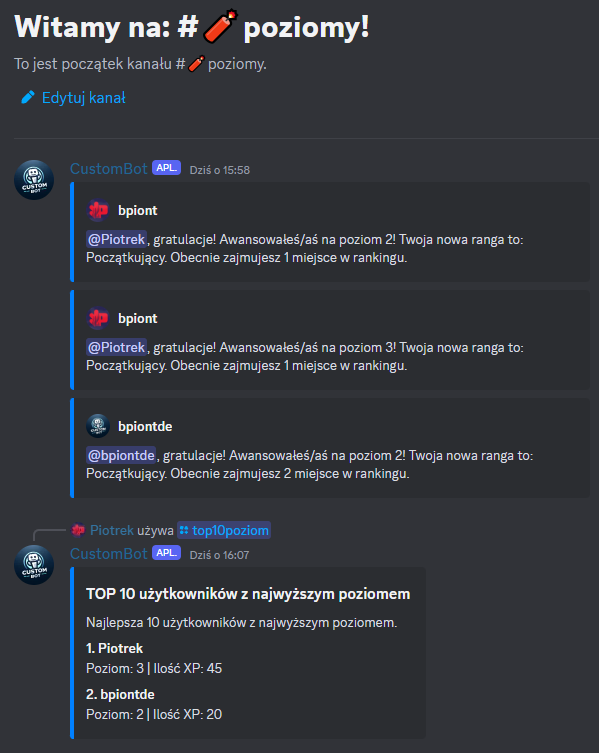 Witamy na: #🧨poziomy!
To jest początek kanału #🧨poziomy.
Edytuj kanał
CustomBot APL. Dziś o 15:58
bpiont
@Piotrek, gratulacje! Awansowałeś/aś na poziom 2! Twoja nowa ranga to:
Początkujący. Obecnie zajmujesz 1 miejsce w rankingu.
bpiont
@Piotrek, gratulacje! Awansowałeś/aś na poziom 3! Twoja nowa ranga to:
Początkujący. Obecnie zajmujesz 1 miejsce w rankingu.
bpiontde
@bpiontde, gratulacje! Awansowałeś/aś na poziom 2! Twoja nowa ranga to:
Początkujący. Obecnie zajmujesz 2 miejsce w rankingu.
Piotrek używa top10poziom
CustomBot APL. Dziś o 16:07
TOP 10 użytkowników z najwyższym poziomem
Najlepsza 10 użytkowników z najwyższym poziomem.
1. Piotrek
Poziom: 3 | Ilość XP: 45
2. bpiontde
Poziom: 2 | Ilość XP: 20